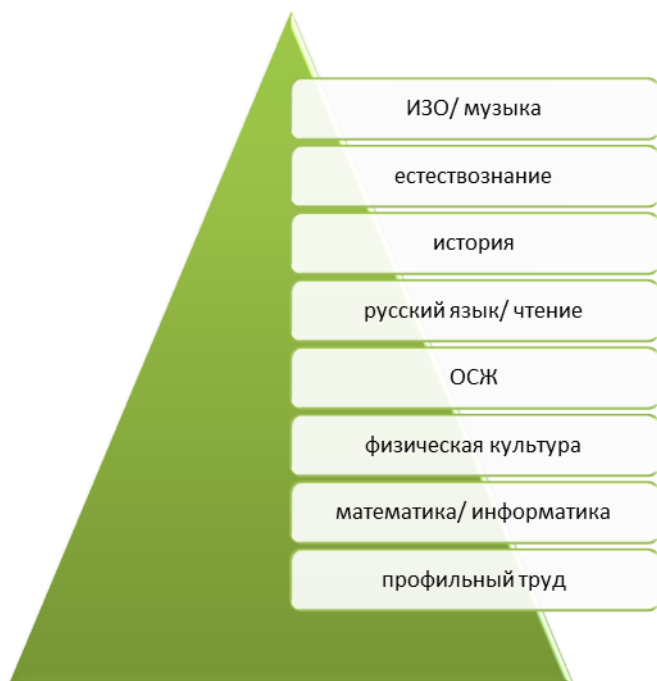 ИЗО/ музыка
естествознание
история
русский язык/ чтение
ОСЖ
физическая культура
математика/ информатика
профильный труд